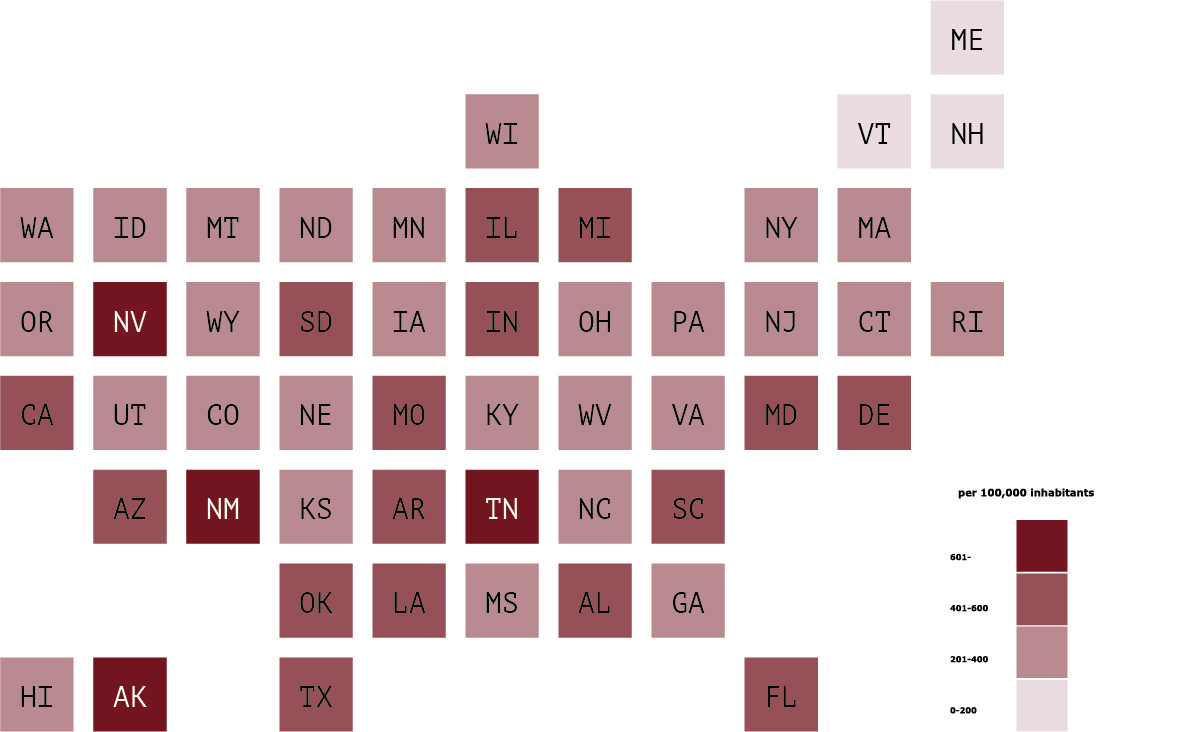 ME
WI VT NH
WA ID MT ND MN IL MI NY MA
OR NV WY SD IA IN OH PA NJ CT RI
CA UT CO NE MO KY WV VA MD DE
AZ NM KS AR TN NC SC
per 100,000 inhabitants
601-
OK LA MS AL GA
401-600
201-400
HI AK TX FL
0-200